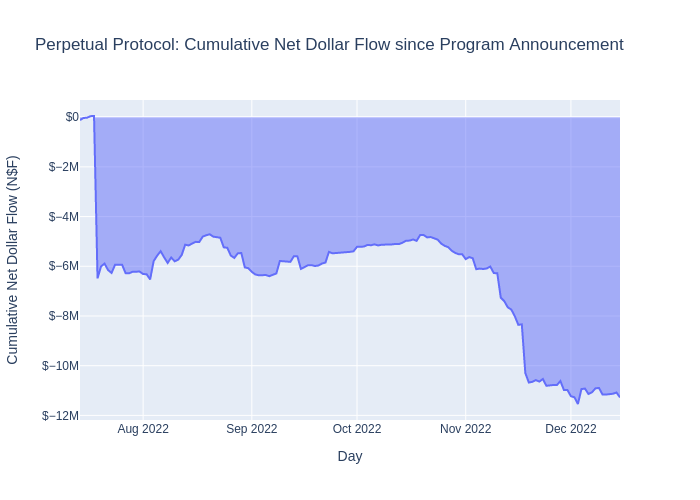 Perpetual Protocol: Cumulative Net Dollar Flow since Program Announcement
Cumulative Net Dollar Flow (N$F)
$0
$−2M
$−4M
$−6M
$−8M
$−10M
$−12M
Aug 2022
Sep 2022
Oct 2022
Nov 2022
Dec 2022
Day